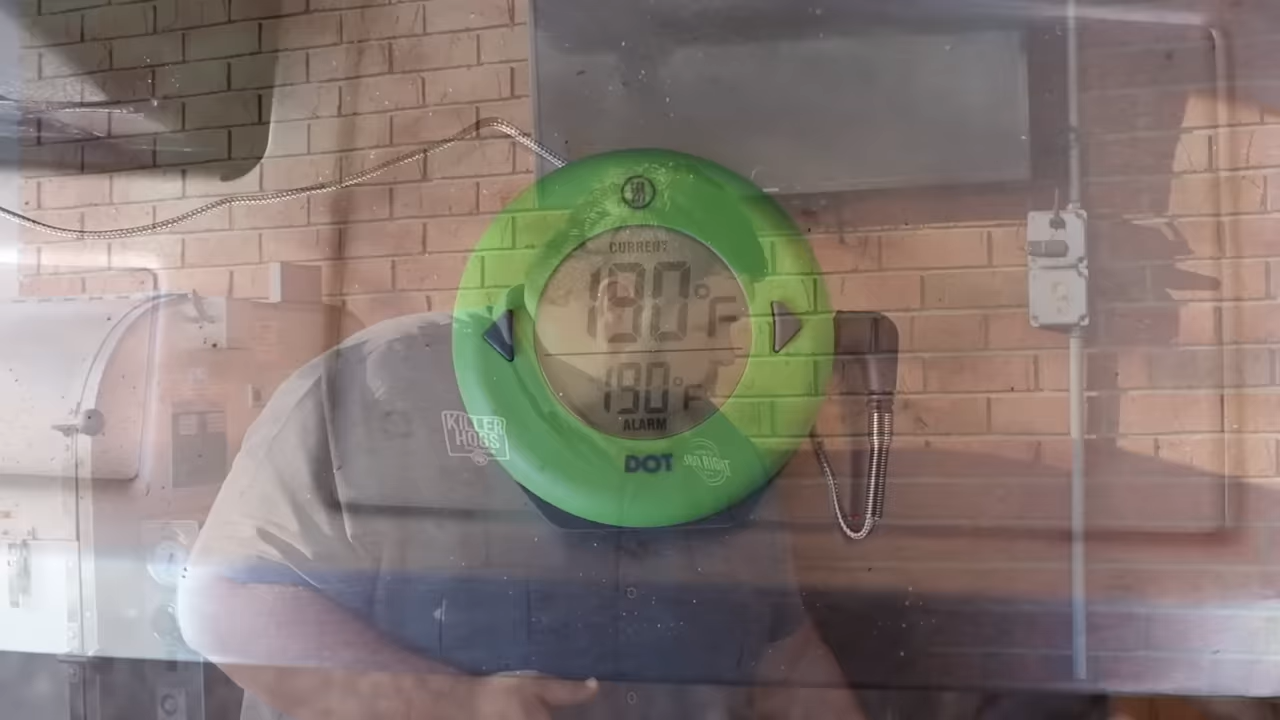 CURRENT
190°F
190°F
ALARM
DOT
KILLER
HOGS